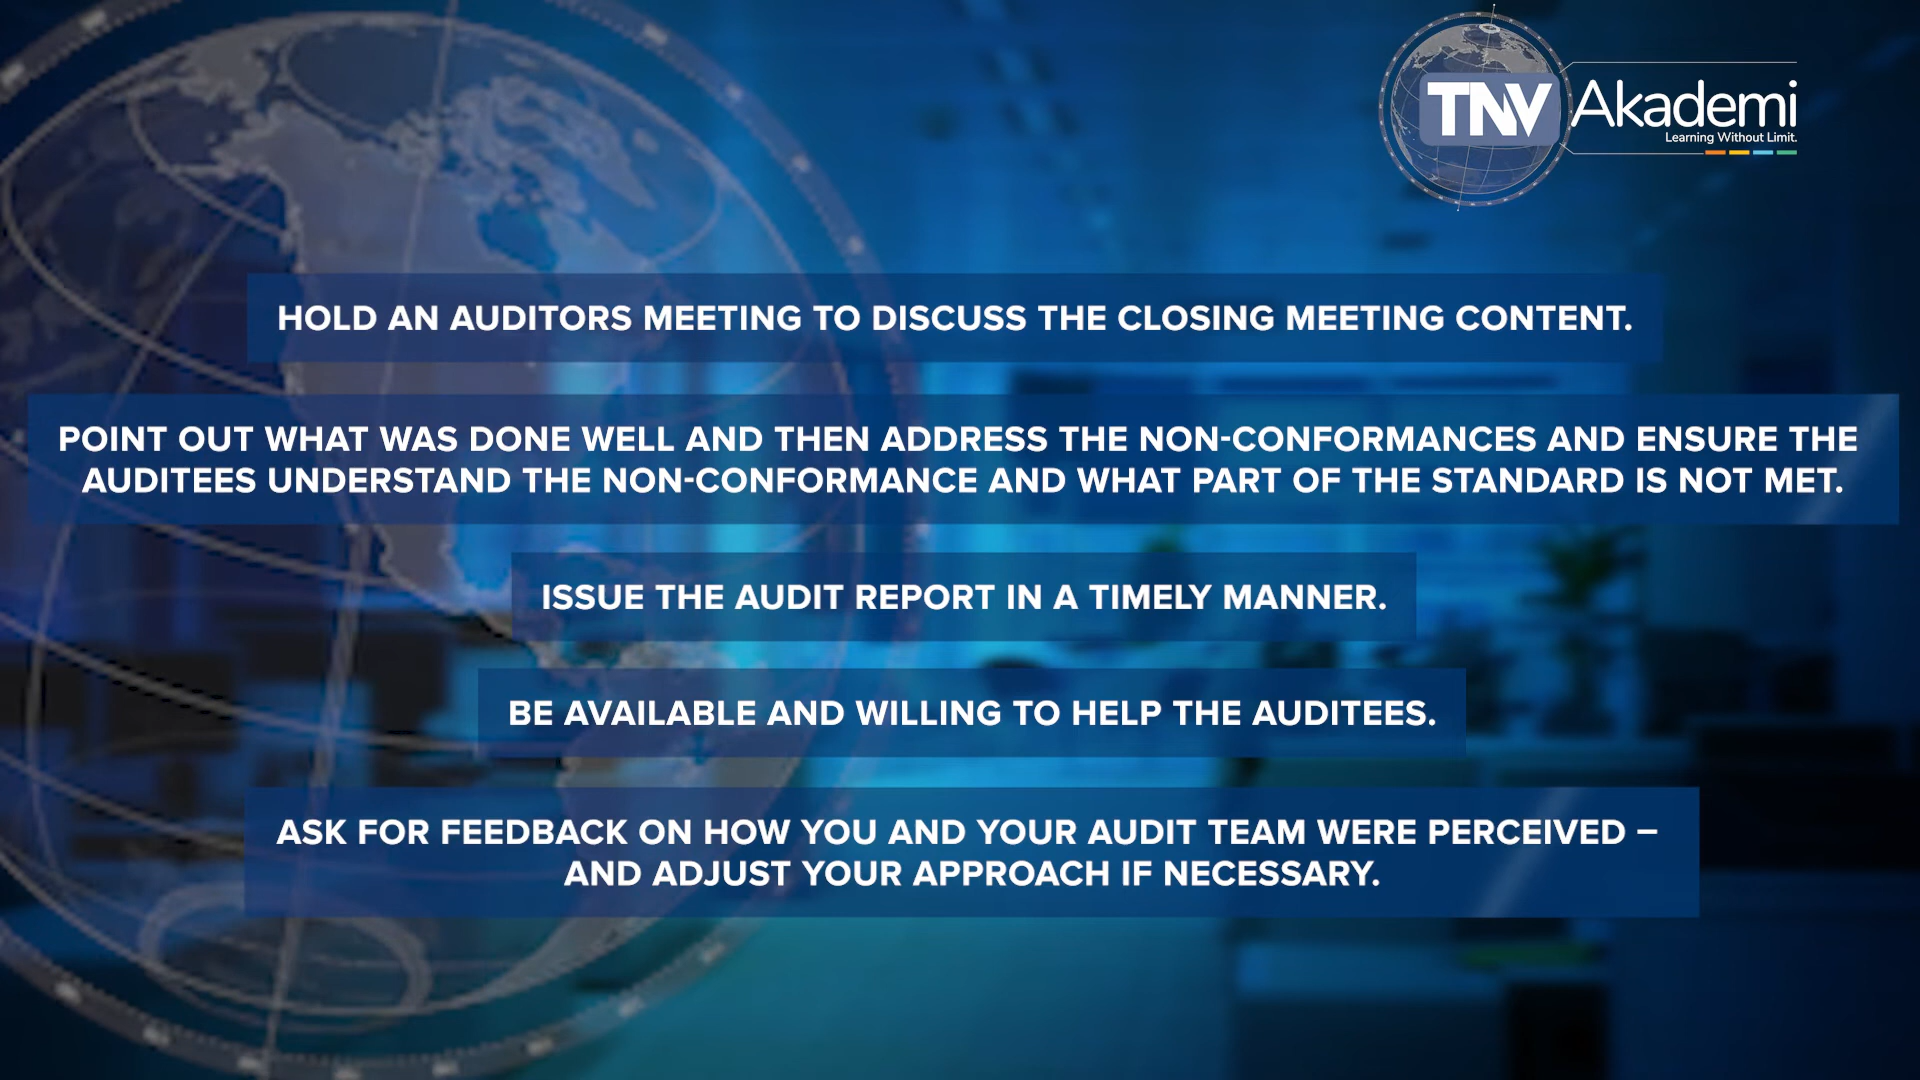 TNV Akademi
Learning Without Limit.
HOLD AN AUDITORS MEETING TO DISCUSS THE CLOSING MEETING CONTENT.
POINT OUT WHAT WAS DONE WELL AND THEN ADDRESS THE NON-CONFORMANCES AND ENSURE THE
AUDITEES UNDERSTAND THE NON-CONFORMANCE AND WHAT PART OF THE STANDARD IS NOT MET.
ISSUE THE AUDIT REPORT IN A TIMELY MANNER.
BE AVAILABLE AND WILLING TO HELP THE AUDITEES.
ASK FOR FEEDBACK ON HOW YOU AND YOUR AUDIT TEAM WERE PERCEIVED –
AND ADJUST YOUR APPROACH IF NECESSARY.